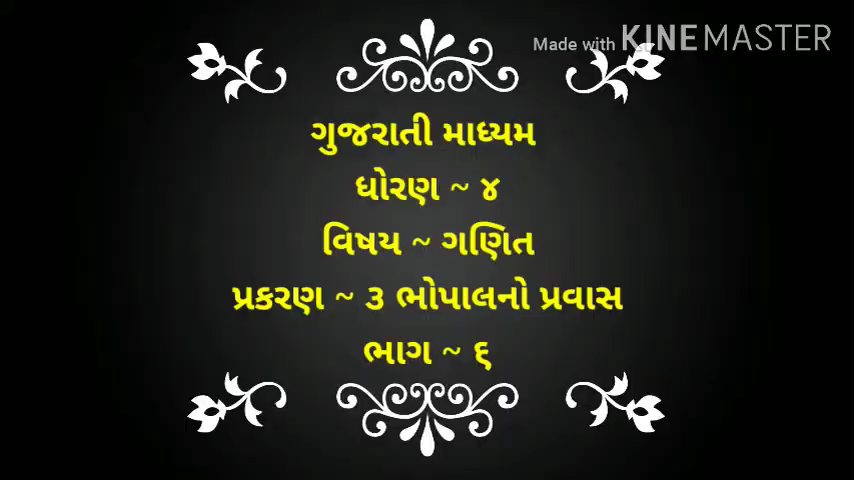 Made with KINEMASTER
ગુજરાતી માધ્યમ
ધોરણ ~ ૪
વિષય ~ ગણિત
પ્રકરણ ~ ૩ ભોપાલનો પ્રવાસ
ભાગ ~ ૬